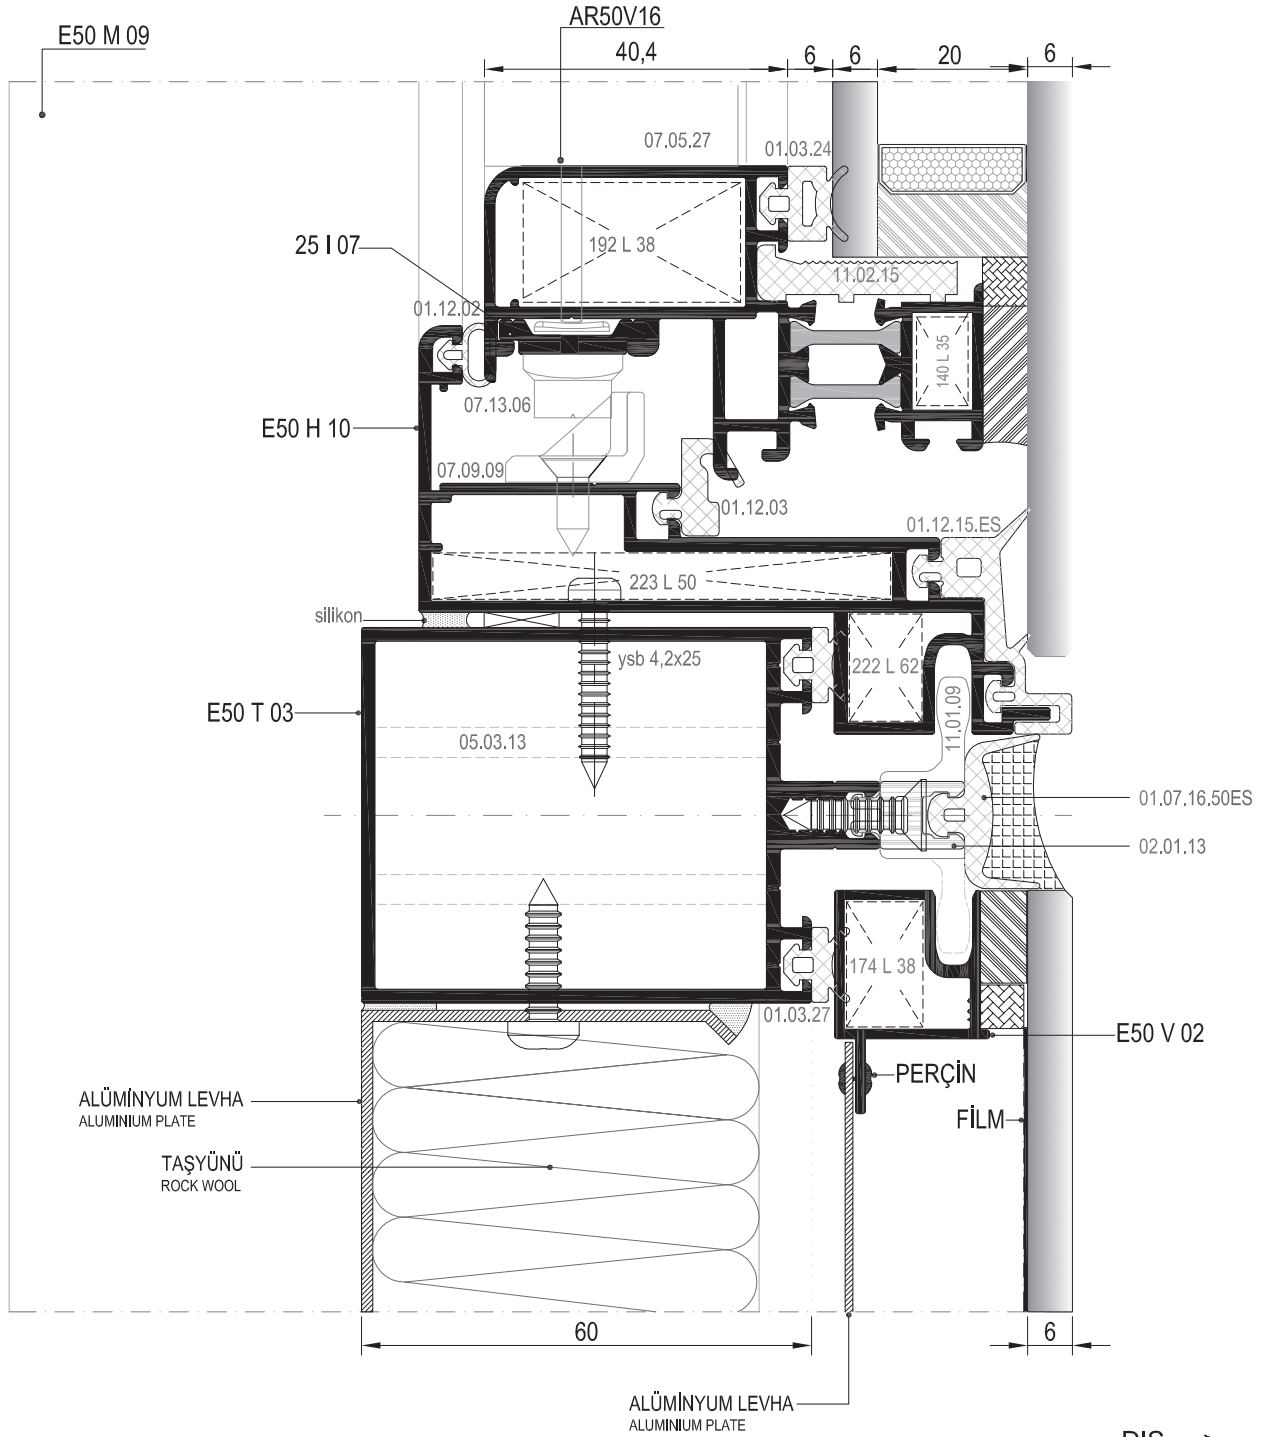 AR50V16
E50 M 09
40,4
6
6
20
6
07.05.27
01.03.24
192 L 38
25 I 07
11.02.15
01.12.02
140 L 35
07.13.06
E50 H 10
07.09.09
01.12.03
01.12.15.ES
223 L 50
silikon
ysb 4,2x25
222 L 62
E50 T 03
11.01.09
05.03.13
01.07.16.50ES
02.01.13
174 L 38
01.03.27
E50 V 02
PERÇİN
ALÜMİNYUM LEVHA
ALUMINIUM PLATE
FİLM
TAŞYÜNÜ
ROCK WOOL
60
6
ALÜMİNYUM LEVHA
ALUMINIUM PLATE